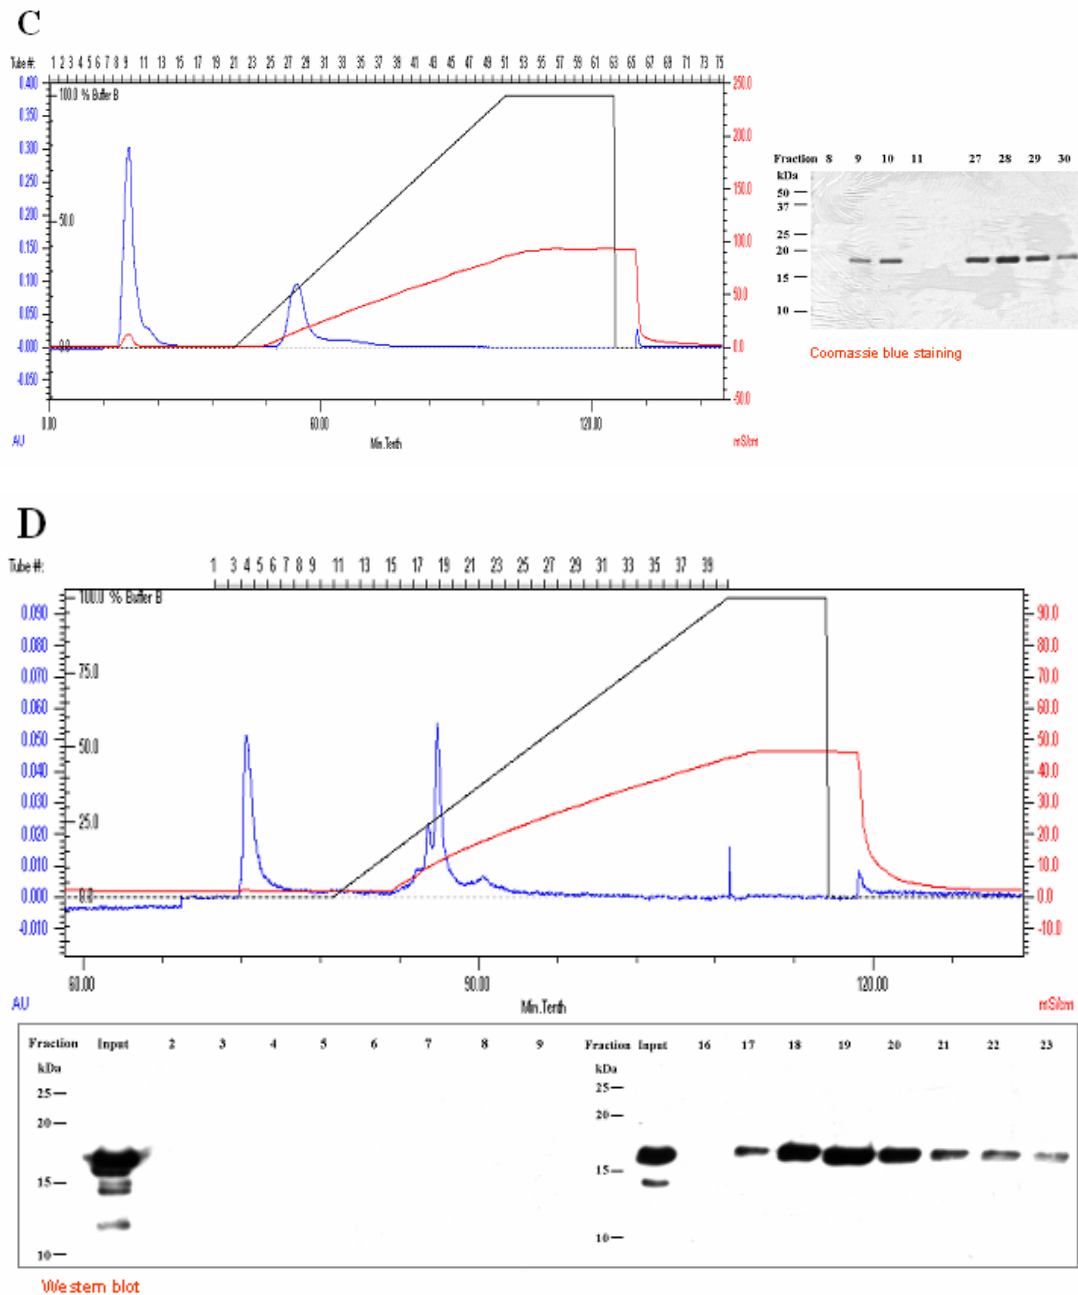 C
Tube #: 1 2 3 4 5 6 7 8 9 11 13 15 17 19 21 23 25 27 29 31 33 35 37 39 41 43 45 47 49 51 53 55 57 59 61 63 65 67 69 71 73 75
0.400 100.0 % Buffer B 250.0
0.350
0.300 200.0
0.250
0.200 50.0 150.0
0.150
0.100 100.0
0.050 50.0
-0.000 0.0 0.0
-0.050 -50.0
0.00 60.00 120.00
AU Min.Tenth mS/cm
Fraction 8 9 10 11 27 28 29 30
kDa
50
37
25
20
15
10
Coomassie blue staining
D
Tube #: 1 3 4 5 6 7 8 9 11 13 15 17 19 21 23 25 27 29 31 33 35 37 39
0.090 100.0 % Buffer B 90.0
0.080 80.0
0.070 75.0 70.0
0.060 60.0
0.050 50.0 50.0
0.040 40.0
0.030 30.0
0.020 25.0 20.0
0.010 10.0
0.000 0.0 0.0
-0.010 -10.0
60.00 90.00 120.00
AU Min.Tenth mS/cm
Fraction Input 2 3 4 5 6 7 8 9
kDa
25
20
15
10
Fraction Input 16 17 18 19 20 21 22 23
kDa
25
20
15
10
Western blot